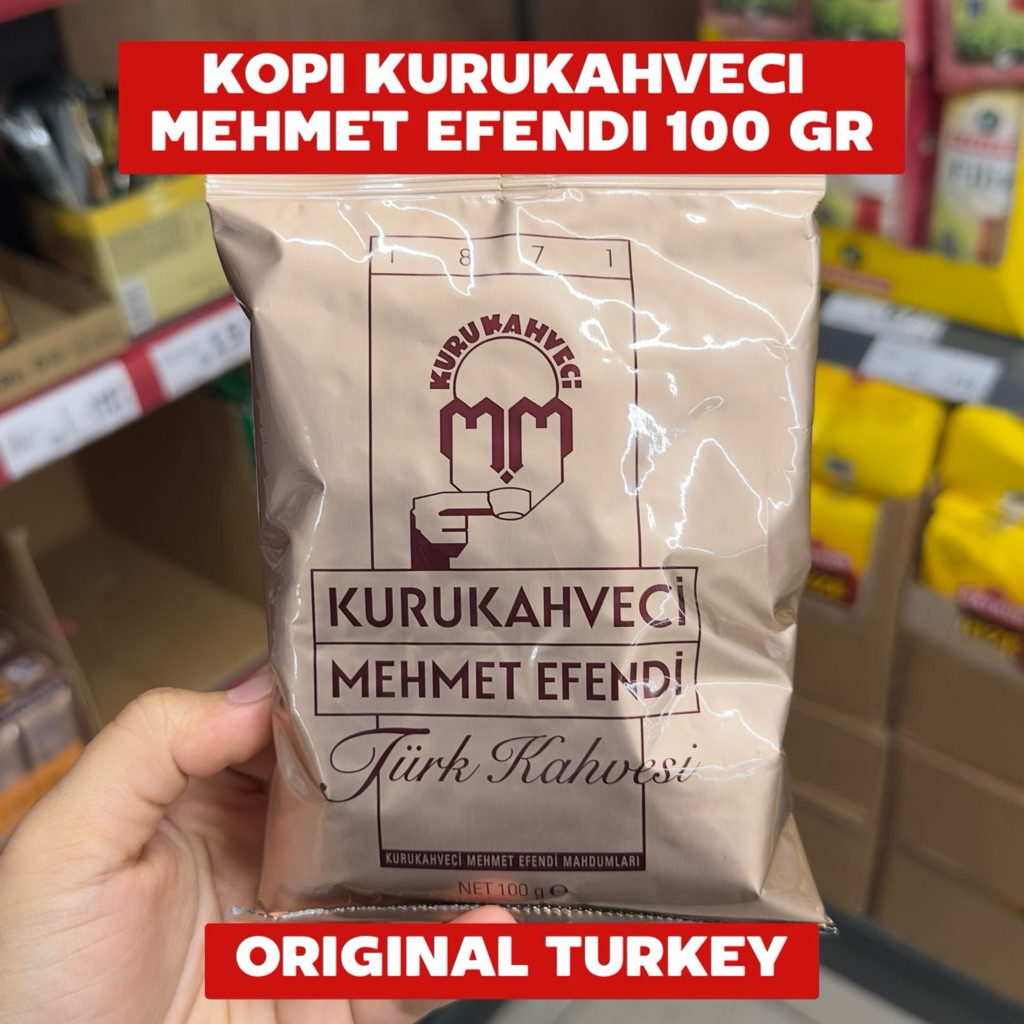 KOPI KURUKAHVECI
MEHMET EFENDI 100 GR
1 8 7 1
KURUKAHVECİ
KURUKAHVECİ
MEHMET EFENDİ
Türk Kahvesi
KURUKAHVECİ MEHMET EFENDİ MAHDUMLARI
NET 100 g ℮
ORIGINAL TURKEY